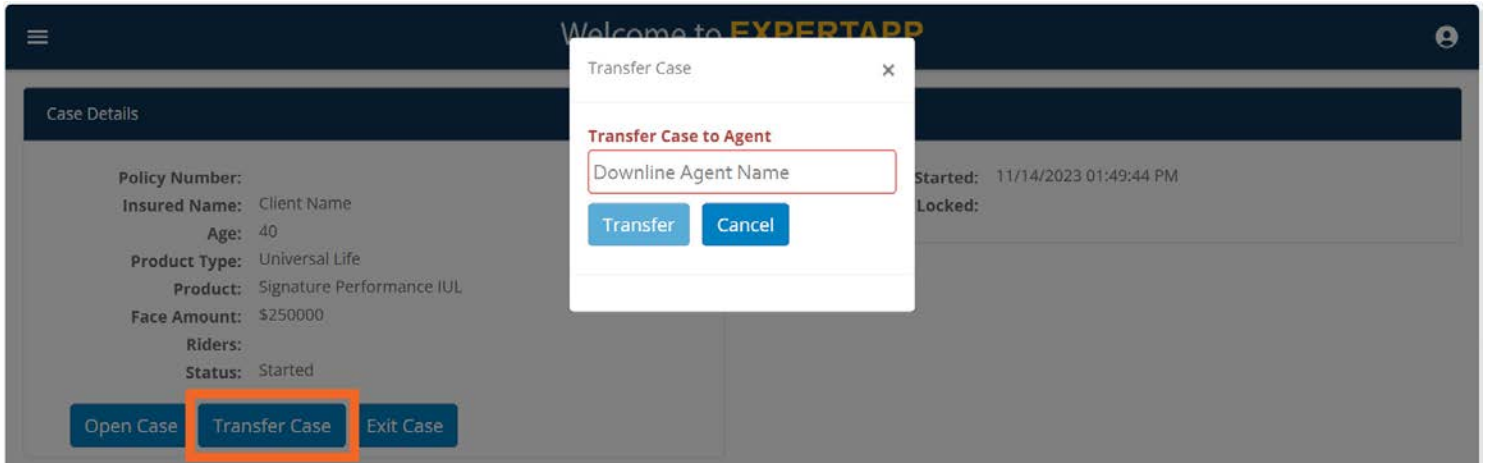 Welcome to EXPERTAPP
Transfer Case ×
Case Details
Transfer Case to Agent
Downline Agent Name
Policy Number:
Started: 11/14/2023 01:49:44 PM
Insured Name: Client Name
Locked:
Transfer Cancel
Age: 40
Product Type: Universal Life
Product: Signature Performance IUL
Face Amount: $250000
Riders:
Status: Started
Open Case Transfer Case Exit Case